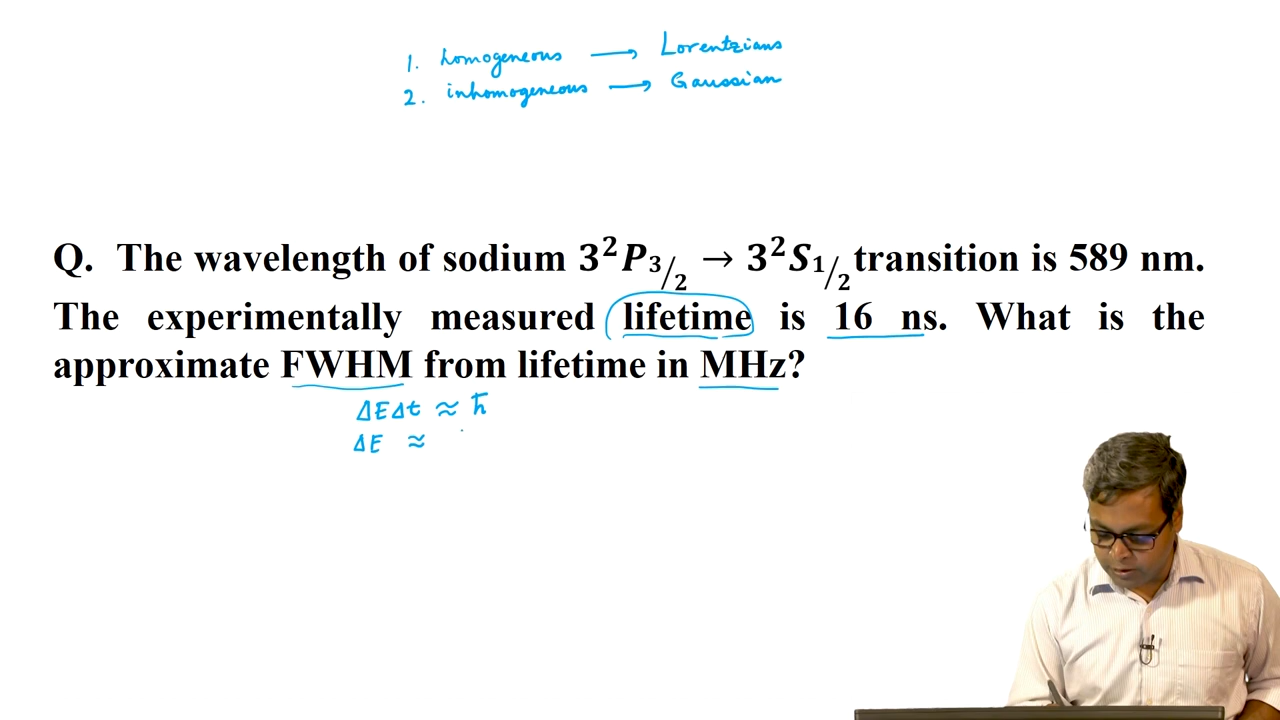 1. homogeneous → Lorentzians
2. inhomogeneous → Gaussian
Q. The wavelength of sodium 3²P₃/₂ → 3²S₁/₂ transition is 589 nm.
The experimentally measured lifetime is 16 ns. What is the
approximate FWHM from lifetime in MHz?
ΔEΔt ≈ ħ
ΔE ≈